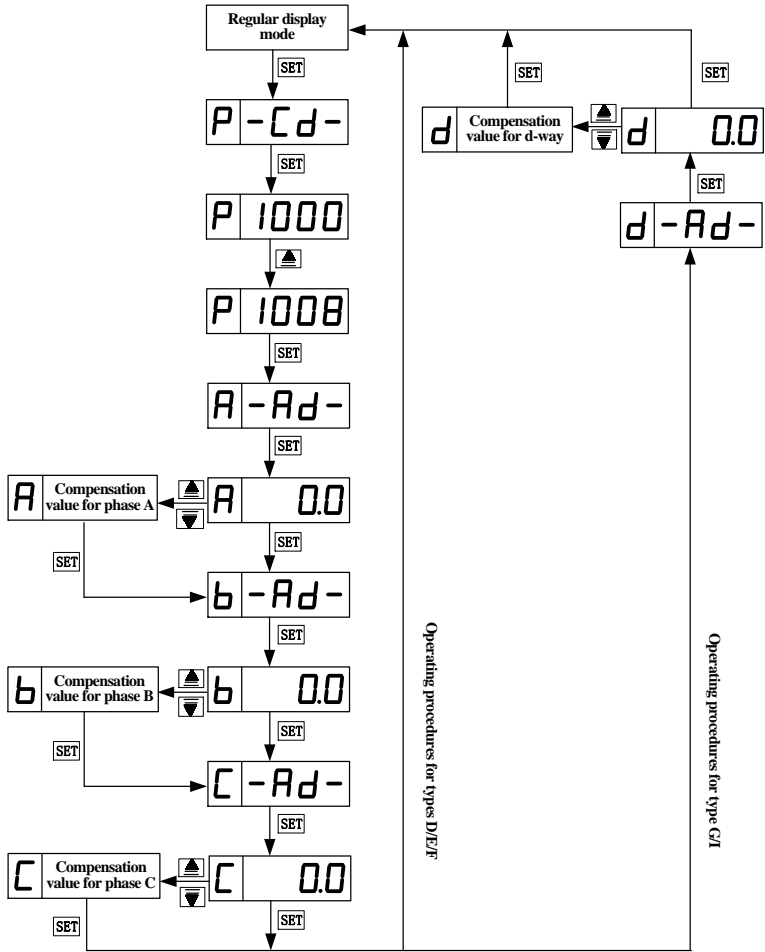 Regular display
mode
SET
P -Cd-
SET
P 1000
P 1008
SET
A -Ad-
SET
A 0.0
Compensation
value for phase A
A
SET
SET
b -Ad-
SET
b 0.0
Compensation
value for phase B
b
SET
SET
C -Ad-
SET
C 0.0
Compensation
value for phase C
C
SET
SET
Operating procedures for types D/E/F
SET
d
Compensation
value for d-way
SET
d 0.0
SET
d -Ad-
Operating procedures for type G/I